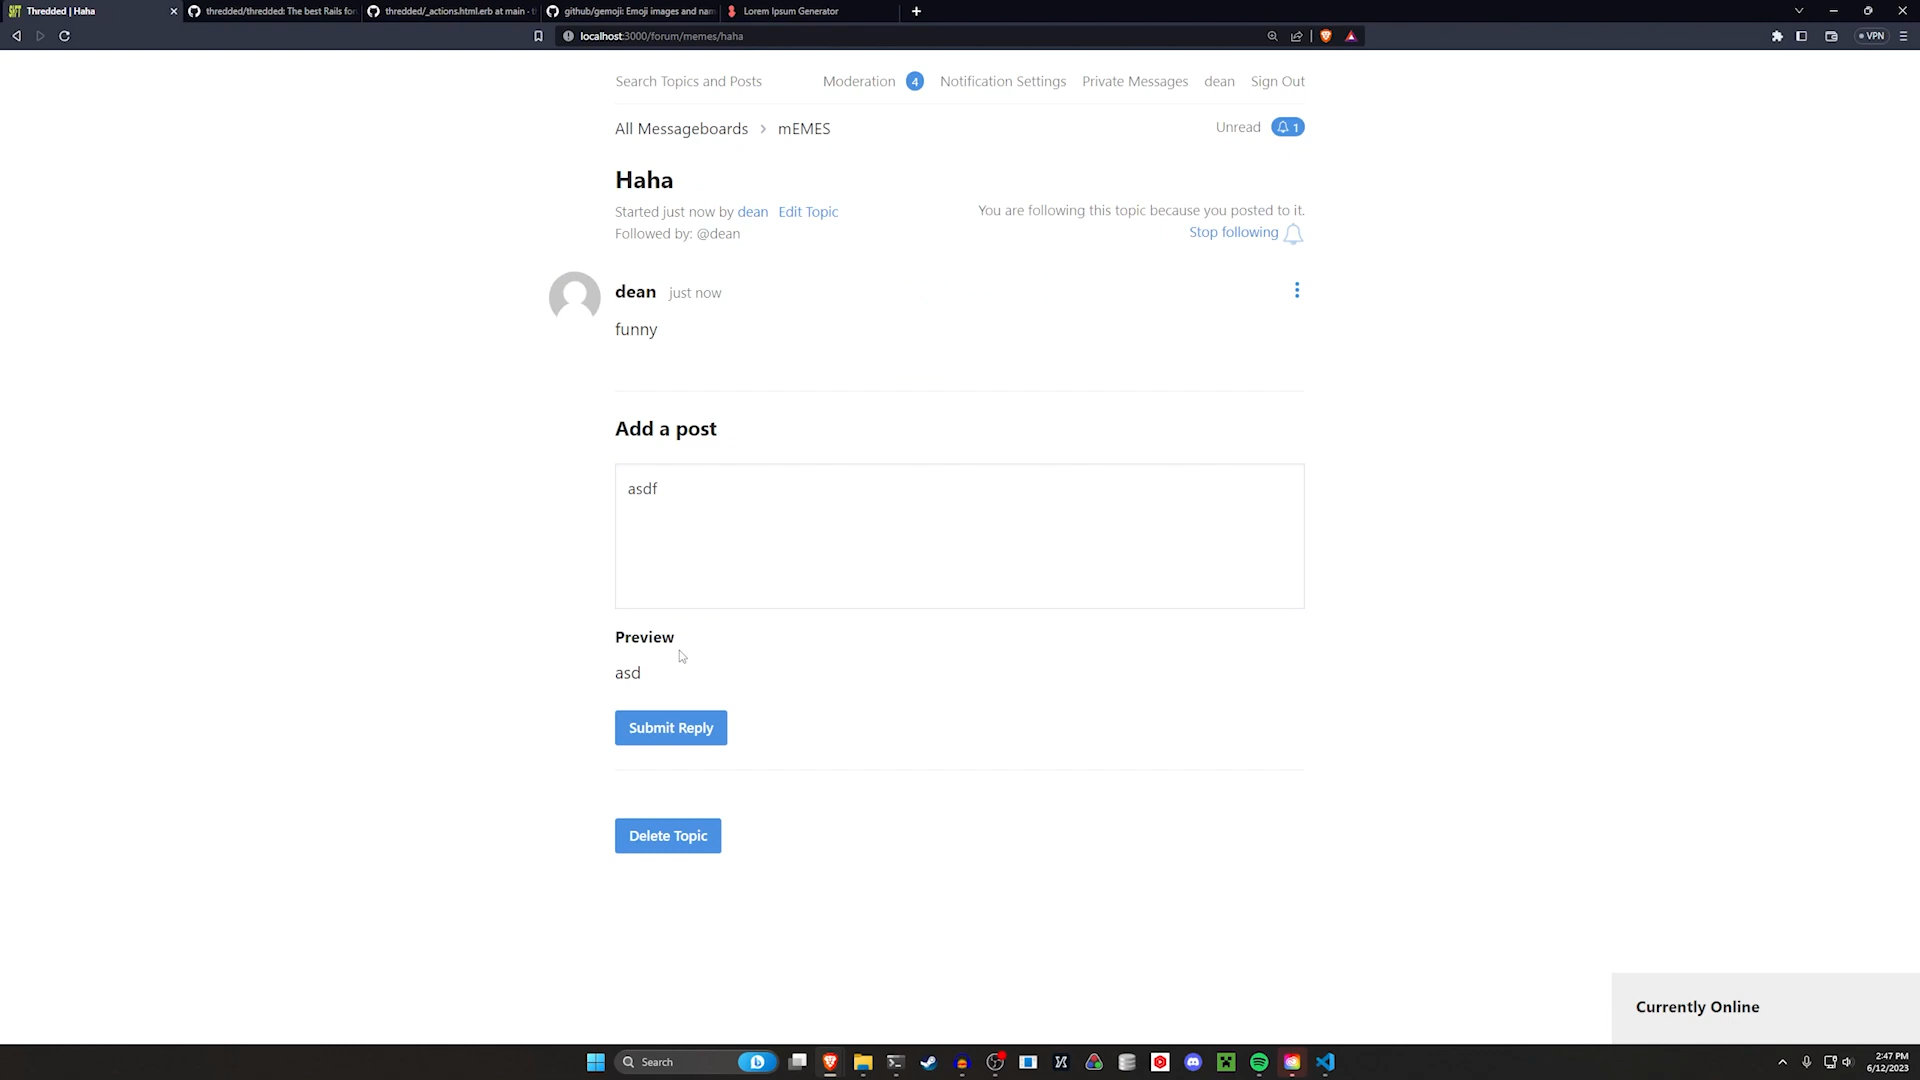 Thredded | Haha
thredded/thredded: The best Rails for
thredded/_actions.html.erb at main · t
github/gemoji: Emoji images and nam
Lorem Ipsum Generator
localhost:3000/forum/memes/haha
VPN
Search Topics and Posts
Moderation 4
Notification Settings
Private Messages
dean
Sign Out
All Messageboards > mEMES
Unread 1
Haha
Started just now by dean Edit Topic
You are following this topic because you posted to it.
Followed by: @dean
Stop following
dean just now
funny
Add a post
asdf
Preview
asd
Submit Reply
Delete Topic
Currently Online
Search
2:47 PM
6/12/2023